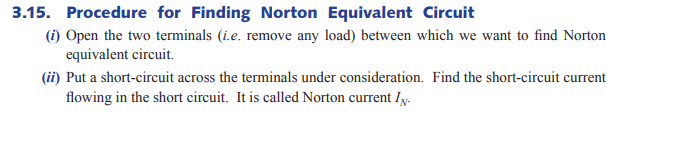 3.15. Procedure for Finding Norton Equivalent Circuit
(i) Open the two terminals (i.e. remove any load) between which we want to find Norton
equivalent circuit.
(ii) Put a short-circuit across the terminals under consideration. Find the short-circuit current
flowing in the short circuit. It is called Norton current I_N.